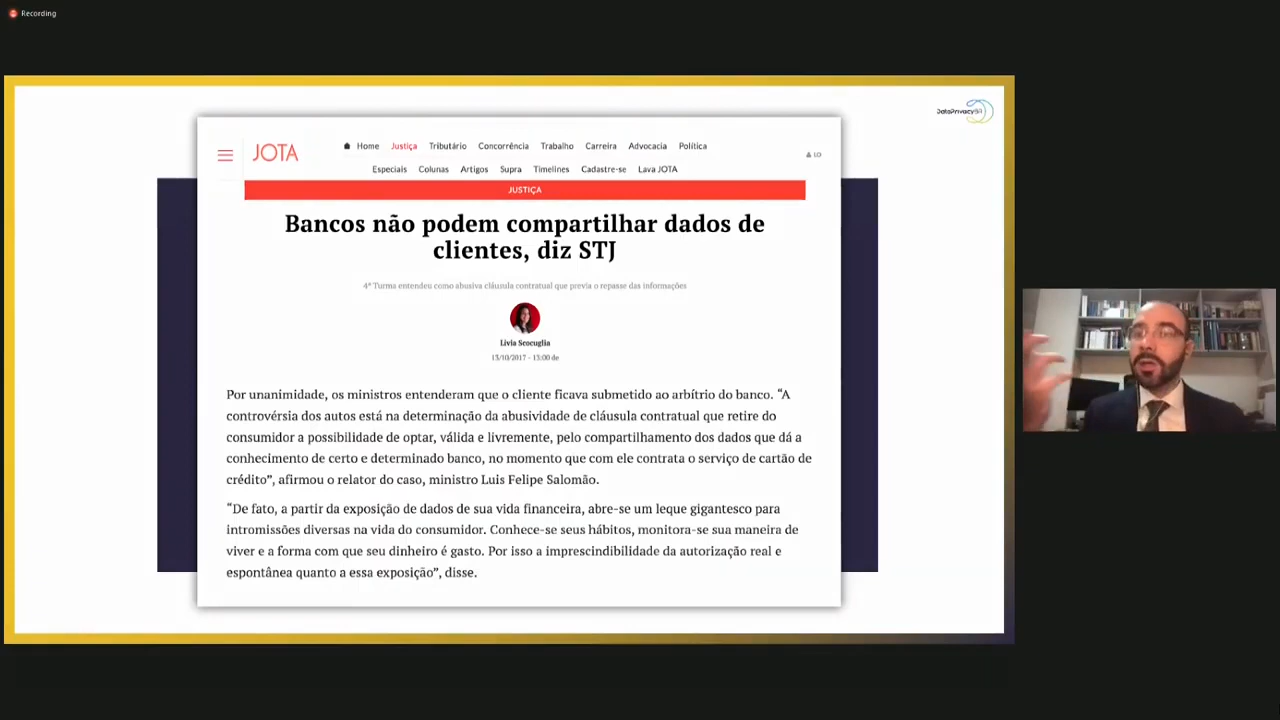 Recording
DataPrivacyBR
JOTA
Home Justiça Tributário Concorrência Trabalho Carreira Advocacia Política
Especiais Colunas Artigos Supra Timelines Cadastre-se Lava JOTA
LO
JUSTIÇA
Bancos não podem compartilhar dados de
clientes, diz STJ
4ª Turma entendeu como abusiva cláusula contratual que previa o repasse das informações
Livia Scocuglia
13/10/2017 - 13:00 de
Por unanimidade, os ministros entenderam que o cliente ficava submetido ao arbítrio do banco. “A
controvérsia dos autos está na determinação da abusividade de cláusula contratual que retire do
consumidor a possibilidade de optar, válida e livremente, pelo compartilhamento dos dados que dá a
conhecimento de certo e determinado banco, no momento que com ele contrata o serviço de cartão de
crédito”, afirmou o relator do caso, ministro Luis Felipe Salomão.
“De fato, a partir da exposição de dados de sua vida financeira, abre-se um leque gigantesco para
intromissões diversas na vida do consumidor. Conhece-se seus hábitos, monitora-se sua maneira de
viver e a forma com que seu dinheiro é gasto. Por isso a imprescindibilidade da autorização real e
espontânea quanto a essa exposição”, disse.